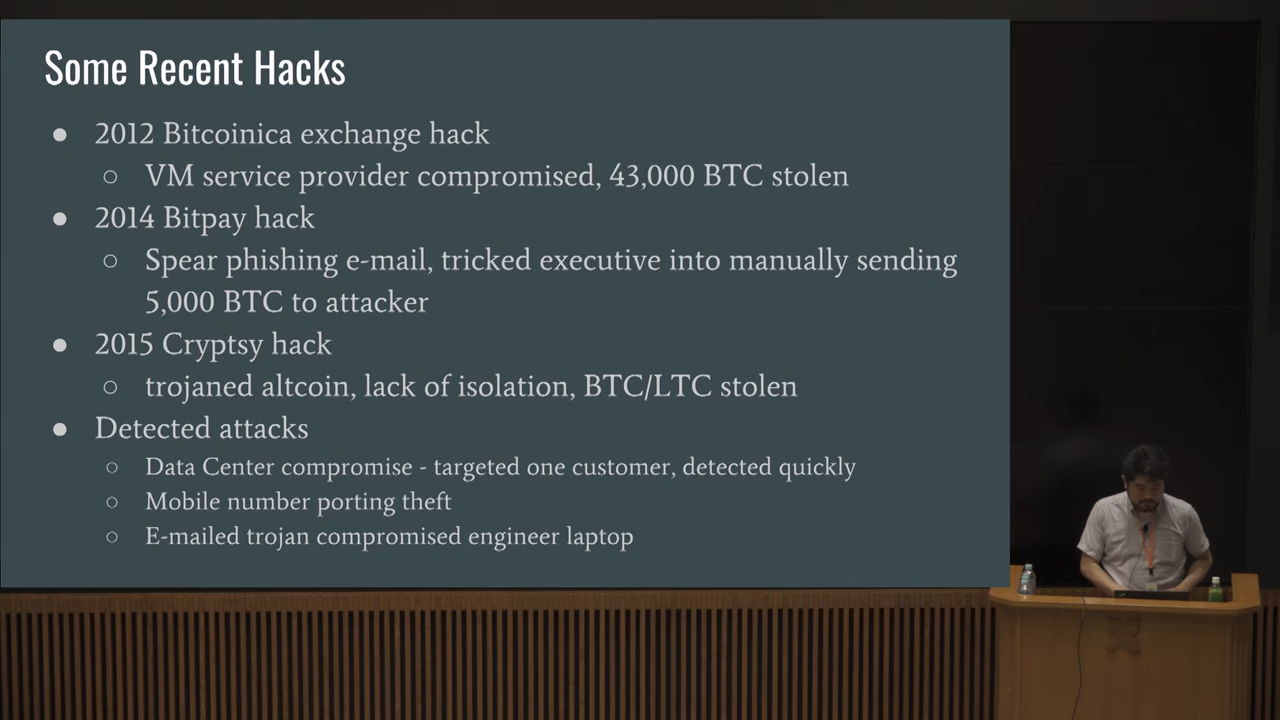 Some Recent Hacks
● 2012 Bitcoinica exchange hack
○ VM service provider compromised, 43,000 BTC stolen
● 2014 Bitpay hack
○ Spear phishing e-mail, tricked executive into manually sending
5,000 BTC to attacker
● 2015 Cryptsy hack
○ trojaned altcoin, lack of isolation, BTC/LTC stolen
● Detected attacks
○ Data Center compromise - targeted one customer, detected quickly
○ Mobile number porting theft
○ E-mailed trojan compromised engineer laptop